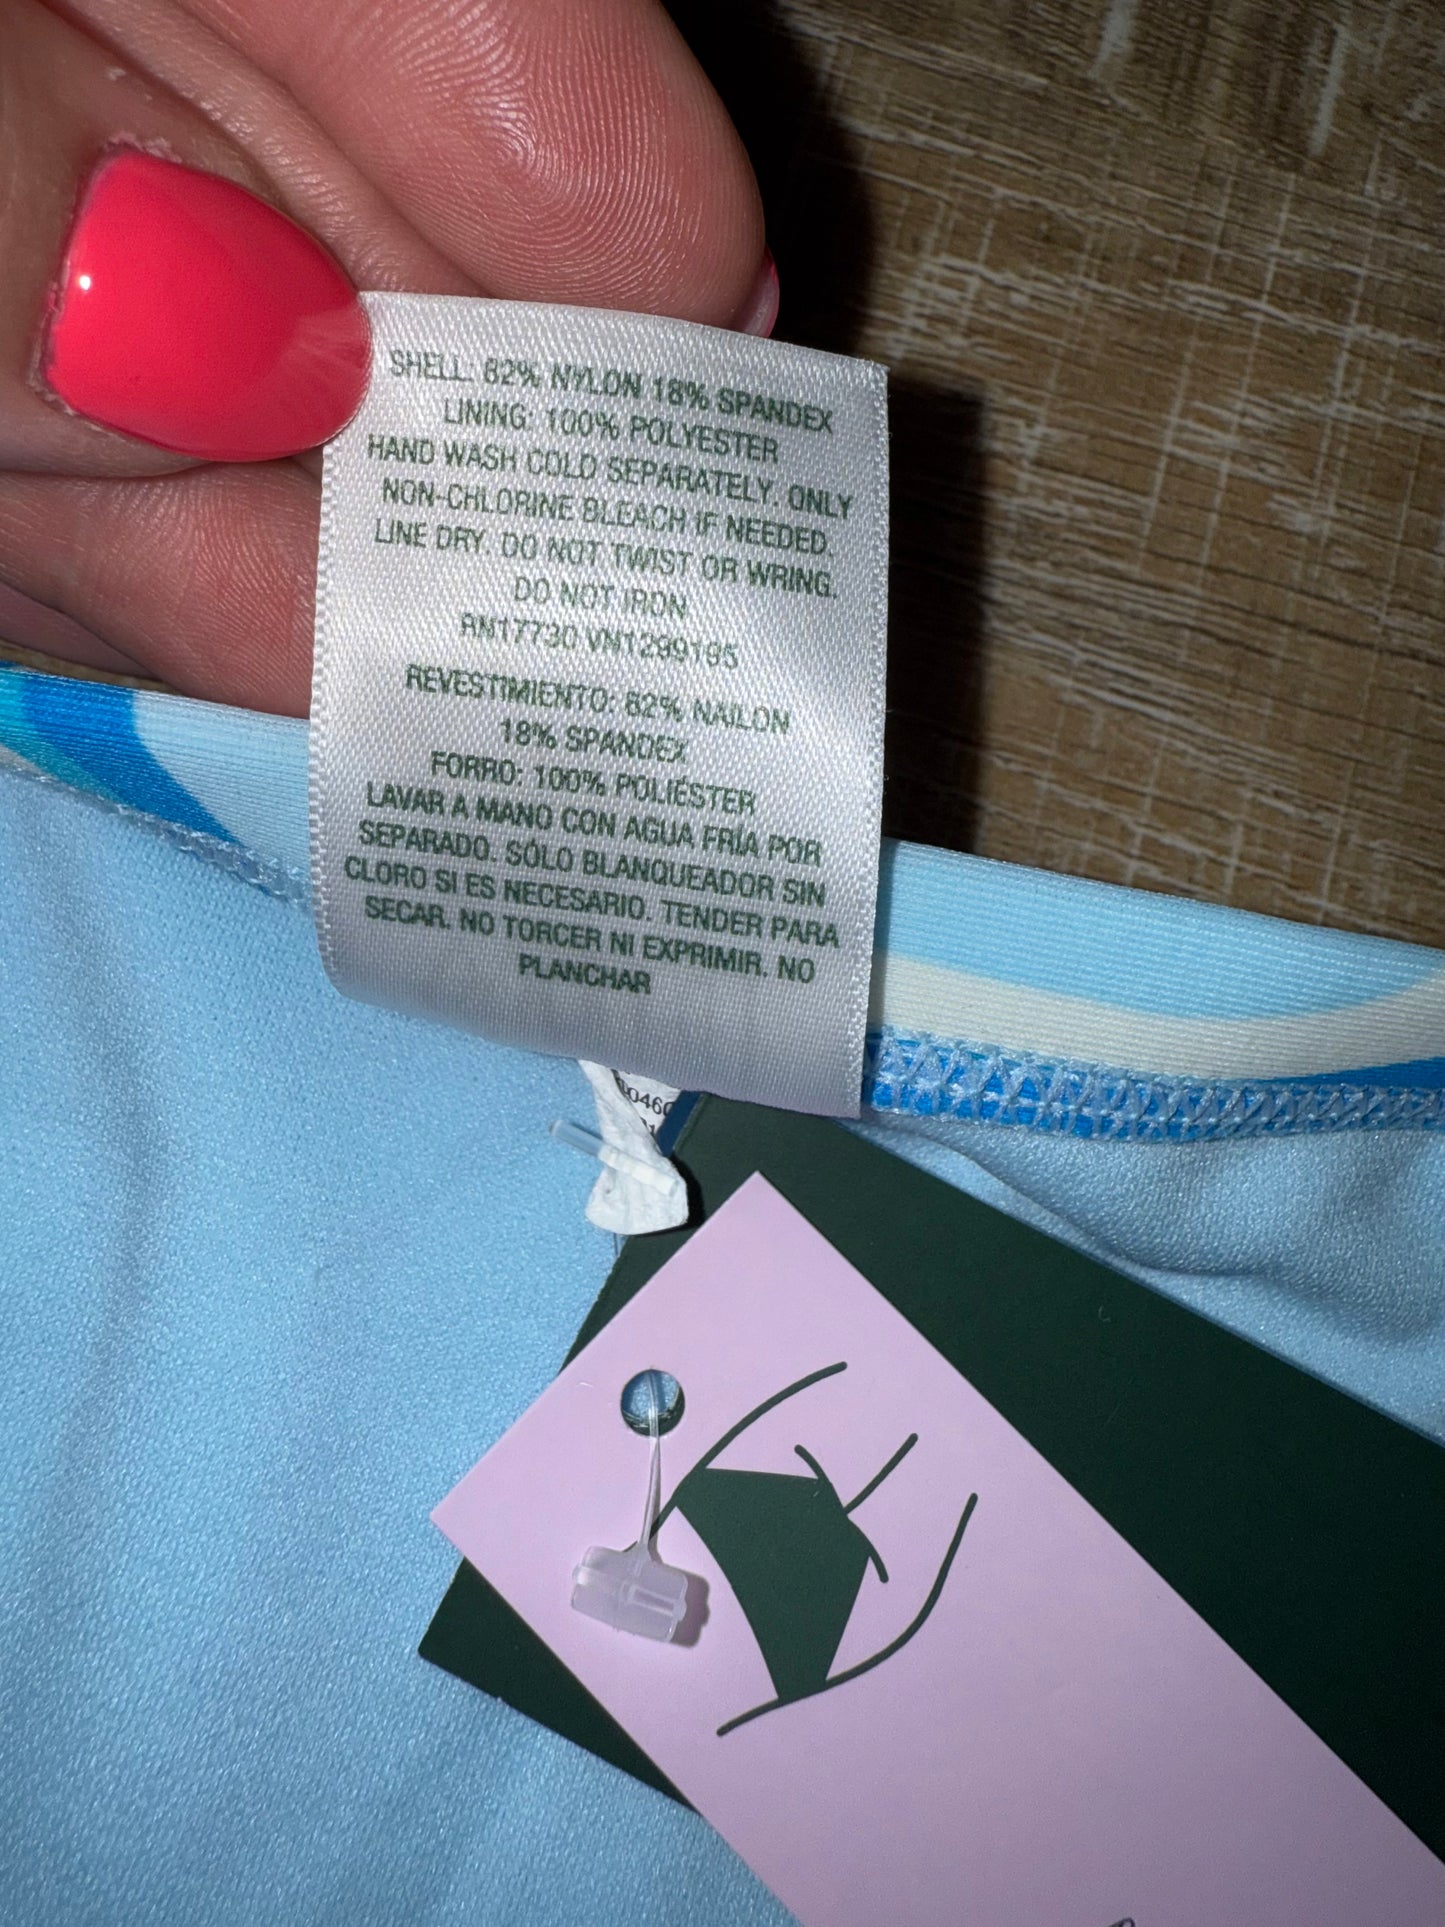 SHELL: 82% NYLON 18% SPANDEX
LINING: 100% POLYESTER
HAND WASH COLD SEPARATELY. ONLY
NON-CHLORINE BLEACH IF NEEDED.
LINE DRY. DO NOT TWIST OR WRING.
DO NOT IRON
RN17730 VN1299195
REVESTIMIENTO: 82% NAILON
18% SPANDEX
FORRO: 100% POLIÉSTER
LAVAR A MANO CON AGUA FRÍA POR
SEPARADO. SÓLO BLANQUEADOR SIN
CLORO SI ES NECESARIO. TENDER PARA
SECAR. NO TORCER NI EXPRIMIR. NO
PLANCHAR